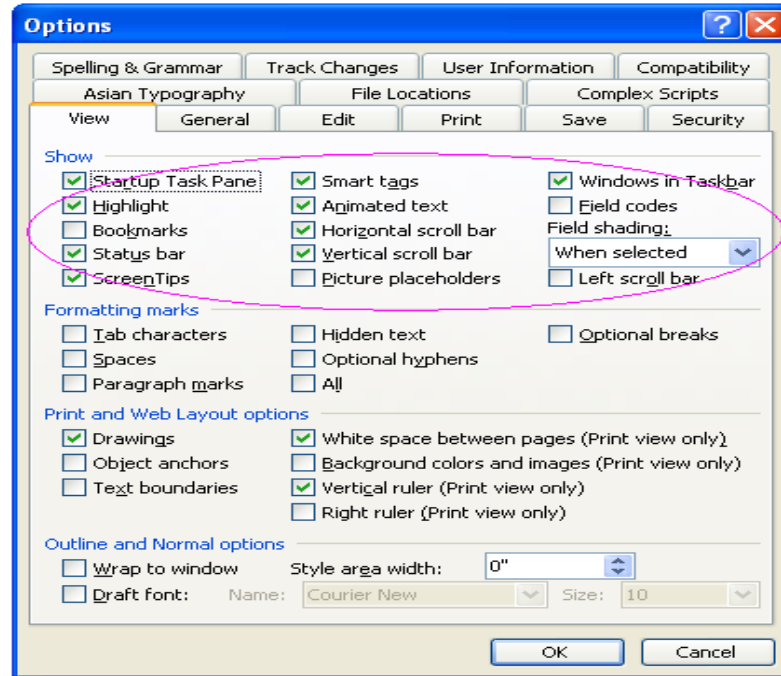 Options
Spelling & Grammar Track Changes User Information Compatibility
Asian Typography File Locations Complex Scripts
View General Edit Print Save Security
Show
Startup Task Pane Smart tags Windows in Taskbar
Highlight Animated text Field codes
Bookmarks Horizontal scroll bar Field shading:
Status bar Vertical scroll bar When selected
ScreenTips Picture placeholders Left scroll bar
Formatting marks
Tab characters Hidden text Optional breaks
Spaces Optional hyphens
Paragraph marks All
Print and Web Layout options
Drawings White space between pages (Print view only)
Object anchors Background colors and images (Print view only)
Text boundaries Vertical ruler (Print view only)
Right ruler (Print view only)
Outline and Normal options
Wrap to window Style area width: 0"
Draft font: Name: Courier New Size: 10
OK Cancel